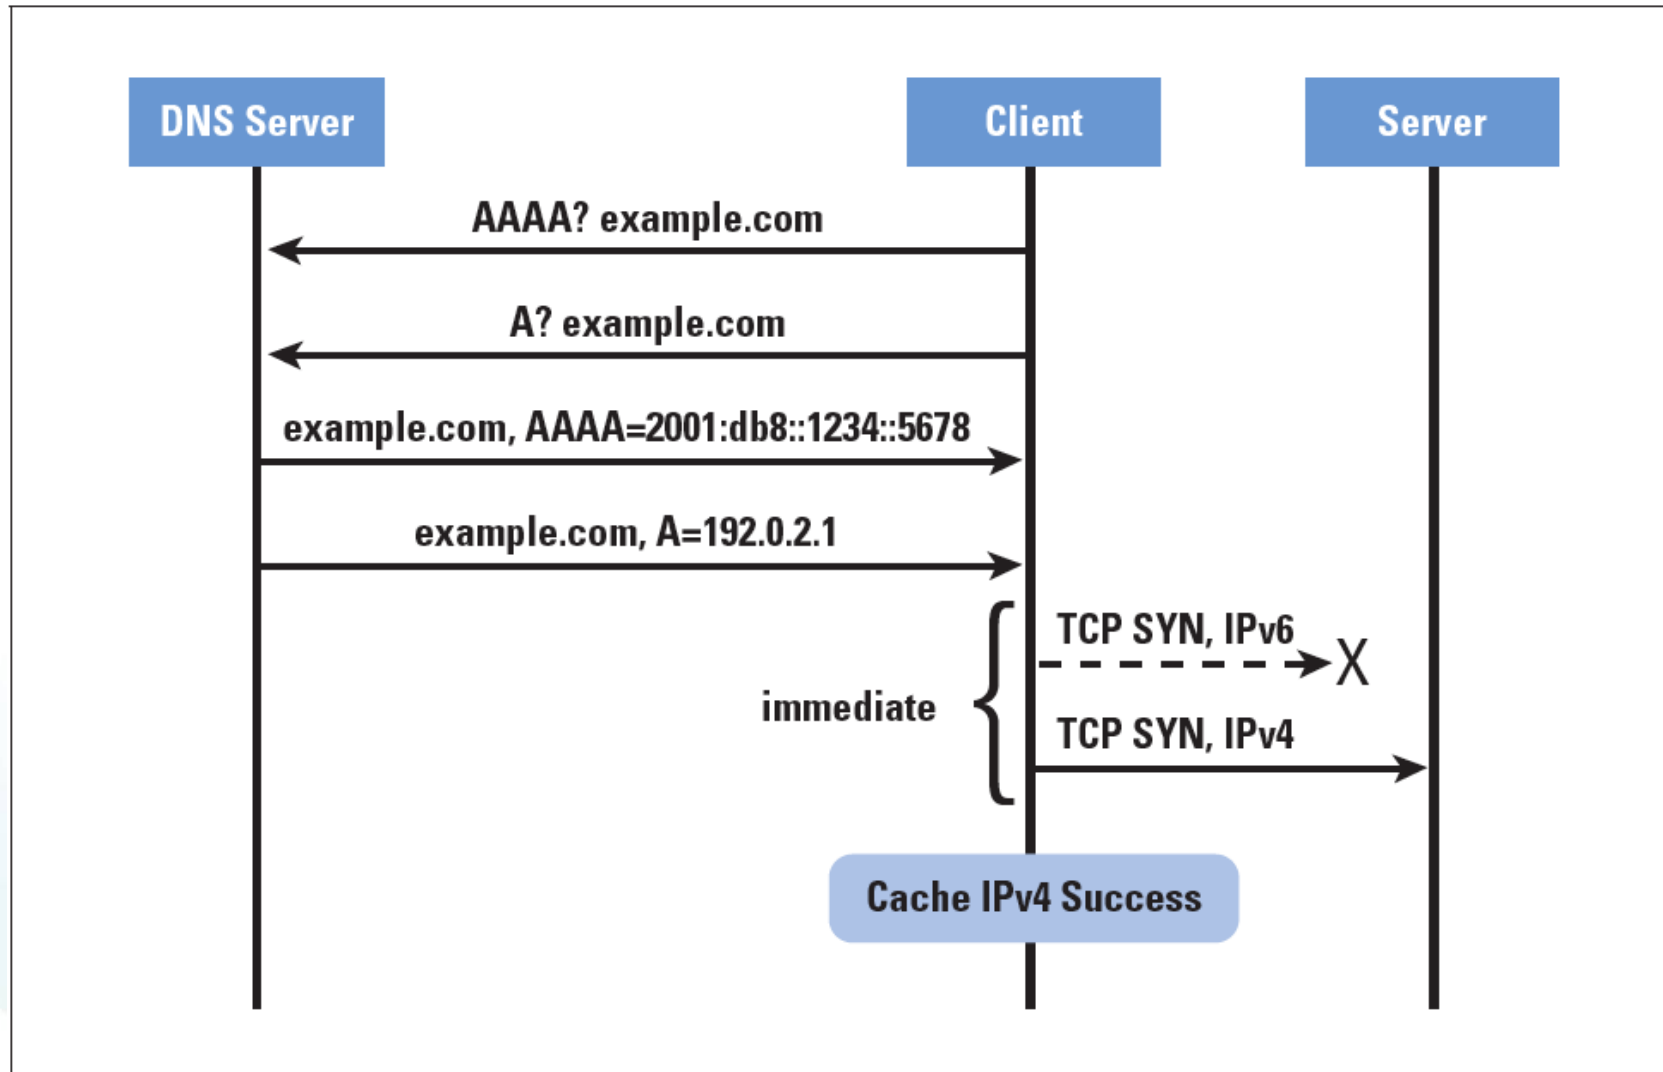 DNS Server
Client
Server
AAAA? example.com
A? example.com
example.com, AAAA=2001:db8::1234::5678
example.com, A=192.0.2.1
TCP SYN, IPv6
X
immediate
TCP SYN, IPv4
Cache IPv4 Success